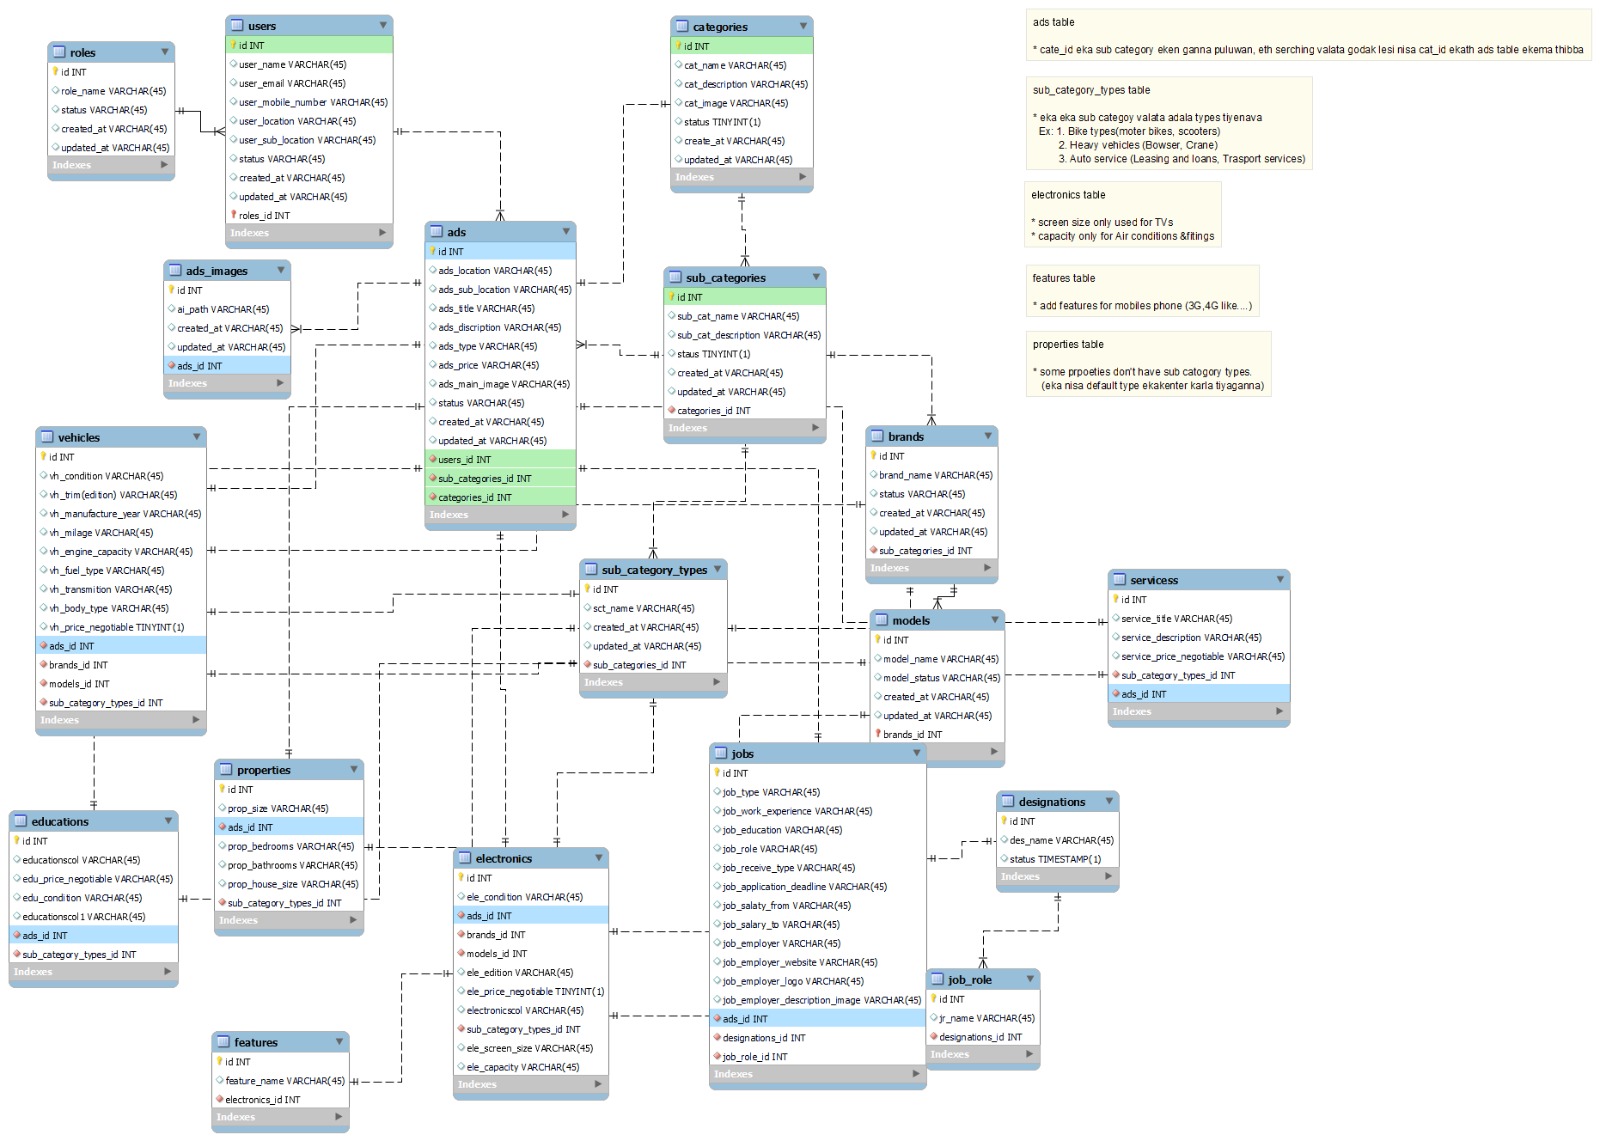 roles
id INT
role_name VARCHAR(45)
status VARCHAR(45)
created_at VARCHAR(45)
updated_at VARCHAR(45)
Indexes
users
id INT
user_name VARCHAR(45)
user_email VARCHAR(45)
user_mobile_number VARCHAR(45)
user_location VARCHAR(45)
user_sub_location VARCHAR(45)
status VARCHAR(45)
created_at VARCHAR(45)
updated_at VARCHAR(45)
roles_id INT
Indexes
categories
id INT
cat_name VARCHAR(45)
cat_description VARCHAR(45)
cat_image VARCHAR(45)
status TINYINT(1)
create_at VARCHAR(45)
updated_at VARCHAR(45)
Indexes
ads table
* cate_id eka sub category eken ganna puluwan, eth serching valata godak lesi nisa cat_id ekath ads table ekema thibba
sub_category_types table
* eka eka sub categoy valata adala types tiyenava
Ex: 1. Bike types(moter bikes, scooters)
2. Heavy vehicles (Bowser, Crane)
3. Auto service (Leasing and loans, Trasport services)
electronics table
* screen size only used for TVs
* capacity only for Air conditions &fitings
features table
* add features for mobiles phone (3G,4G like....)
properties table
* some prpoeties don't have sub catogory types.
(eka nisa default type ekakenter karla tiyaganna)
ads_images
id INT
ai_path VARCHAR(45)
created_at VARCHAR(45)
updated_at VARCHAR(45)
ads_id INT
Indexes
ads
id INT
ads_location VARCHAR(45)
ads_sub_location VARCHAR(45)
ads_title VARCHAR(45)
ads_discription VARCHAR(45)
ads_type VARCHAR(45)
ads_price VARCHAR(45)
ads_main_image VARCHAR(45)
status VARCHAR(45)
created_at VARCHAR(45)
updated_at VARCHAR(45)
users_id INT
sub_categories_id INT
categories_id INT
Indexes
sub_categories
id INT
sub_cat_name VARCHAR(45)
sub_cat_description VARCHAR(45)
staus TINYINT(1)
created_at VARCHAR(45)
updated_at VARCHAR(45)
categories_id INT
Indexes
vehicles
id INT
vh_condition VARCHAR(45)
vh_trim(edition) VARCHAR(45)
vh_manufacture_year VARCHAR(45)
vh_milage VARCHAR(45)
vh_engine_capacity VARCHAR(45)
vh_fuel_type VARCHAR(45)
vh_transmition VARCHAR(45)
vh_body_type VARCHAR(45)
vh_price_negotiable TINYINT(1)
ads_id INT
brands_id INT
models_id INT
sub_category_types_id INT
Indexes
brands
id INT
brand_name VARCHAR(45)
status VARCHAR(45)
created_at VARCHAR(45)
updated_at VARCHAR(45)
sub_categories_id INT
Indexes
sub_category_types
id INT
sct_name VARCHAR(45)
created_at VARCHAR(45)
updated_at VARCHAR(45)
sub_categories_id INT
Indexes
models
id INT
model_name VARCHAR(45)
model_status VARCHAR(45)
created_at VARCHAR(45)
updated_at VARCHAR(45)
brands_id INT
servicess
id INT
service_title VARCHAR(45)
service_description VARCHAR(45)
service_price_negotiable VARCHAR(45)
sub_category_types_id INT
ads_id INT
Indexes
educations
id INT
educationscol VARCHAR(45)
edu_price_negotiable VARCHAR(45)
edu_condition VARCHAR(45)
educationscol1 VARCHAR(45)
ads_id INT
sub_category_types_id INT
Indexes
properties
id INT
prop_size VARCHAR(45)
ads_id INT
prop_bedrooms VARCHAR(45)
prop_bathrooms VARCHAR(45)
prop_house_size VARCHAR(45)
sub_category_types_id INT
Indexes
electronics
id INT
ele_condition VARCHAR(45)
ads_id INT
brands_id INT
models_id INT
ele_edition VARCHAR(45)
ele_price_negotiable TINYINT(1)
electronicscol VARCHAR(45)
sub_category_types_id INT
ele_screen_size VARCHAR(45)
ele_capacity VARCHAR(45)
Indexes
jobs
id INT
job_type VARCHAR(45)
job_work_experience VARCHAR(45)
job_education VARCHAR(45)
job_role VARCHAR(45)
job_receive_type VARCHAR(45)
job_application_deadline VARCHAR(45)
job_salaty_from VARCHAR(45)
job_salary_to VARCHAR(45)
job_employer VARCHAR(45)
job_employer_website VARCHAR(45)
job_employer_logo VARCHAR(45)
job_employer_description_image VARCHAR(45)
ads_id INT
designations_id INT
job_role_id INT
Indexes
designations
id INT
des_name VARCHAR(45)
status TIMESTAMP(1)
Indexes
job_role
id INT
jr_name VARCHAR(45)
designations_id INT
Indexes
features
id INT
feature_name VARCHAR(45)
electronics_id INT
Indexes